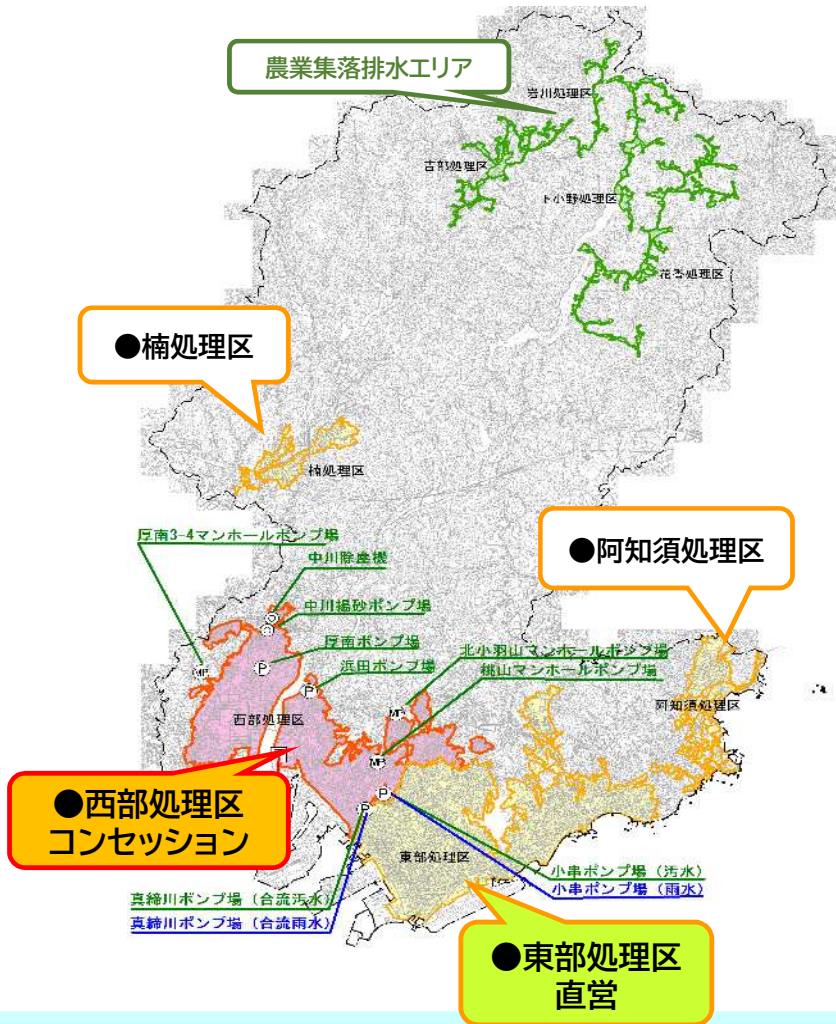 農業集落排水エリア
岩川処理区
吉部処理区
下小野処理区
花香処理区
●楠処理区
楠処理区
厚南3-4マンホールポンプ場
中川除塵機
●阿知須処理区
中川揚砂ポンプ場
厚南ポンプ場
北小羽山マンホールポンプ場
浜田ポンプ場
桃山マンホールポンプ場
MP
P
P
阿知須処理区
MP
西部処理区
MP
●西部処理区
コンセッション
P
P
東部処理区
小串ポンプ場（汚水）
小串ポンプ場（雨水）
真締川ポンプ場（合流汚水）
真締川ポンプ場（合流雨水）
●東部処理区
直営